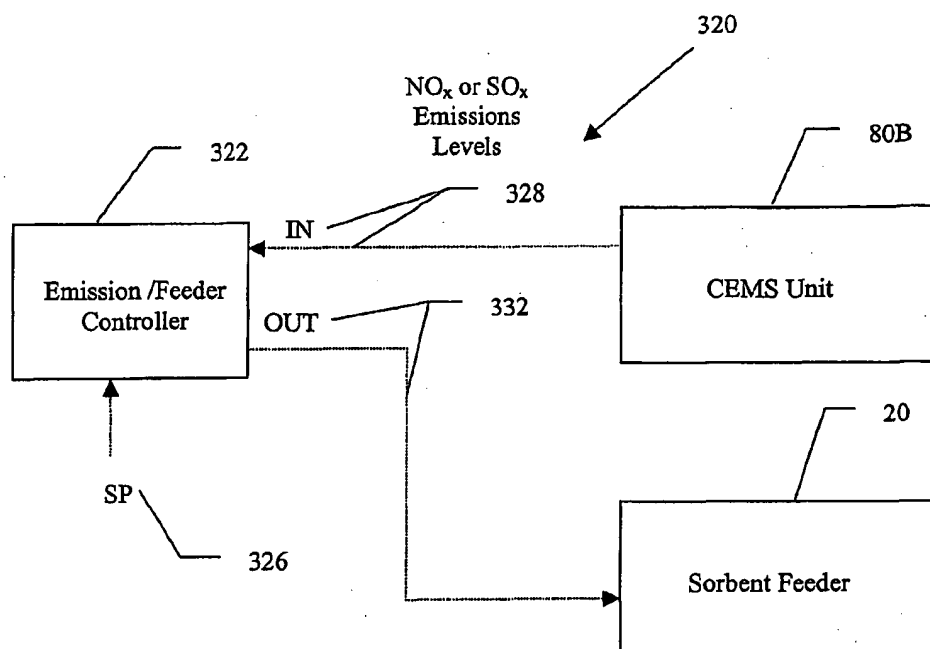 320
NOx or SOx
Emissions
Levels
322
80B
328
IN
Emission /Feeder
Controller
CEMS Unit
OUT
332
20
SP
326
Sorbent Feeder